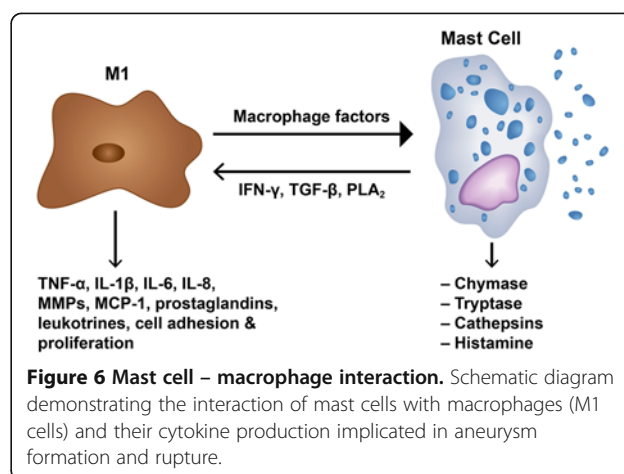 Mast Cell
M1
Macrophage factors
IFN-γ, TGF-β, PLA₂
TNF-α, IL-1β, IL-6, IL-8,
MMPs, MCP-1, prostaglandins,
leukotrines, cell adhesion &
proliferation
– Chymase
– Tryptase
– Cathepsins
– Histamine
Figure 6 Mast cell – macrophage interaction. Schematic diagram
demonstrating the interaction of mast cells with macrophages (M1
cells) and their cytokine production implicated in aneurysm
formation and rupture.